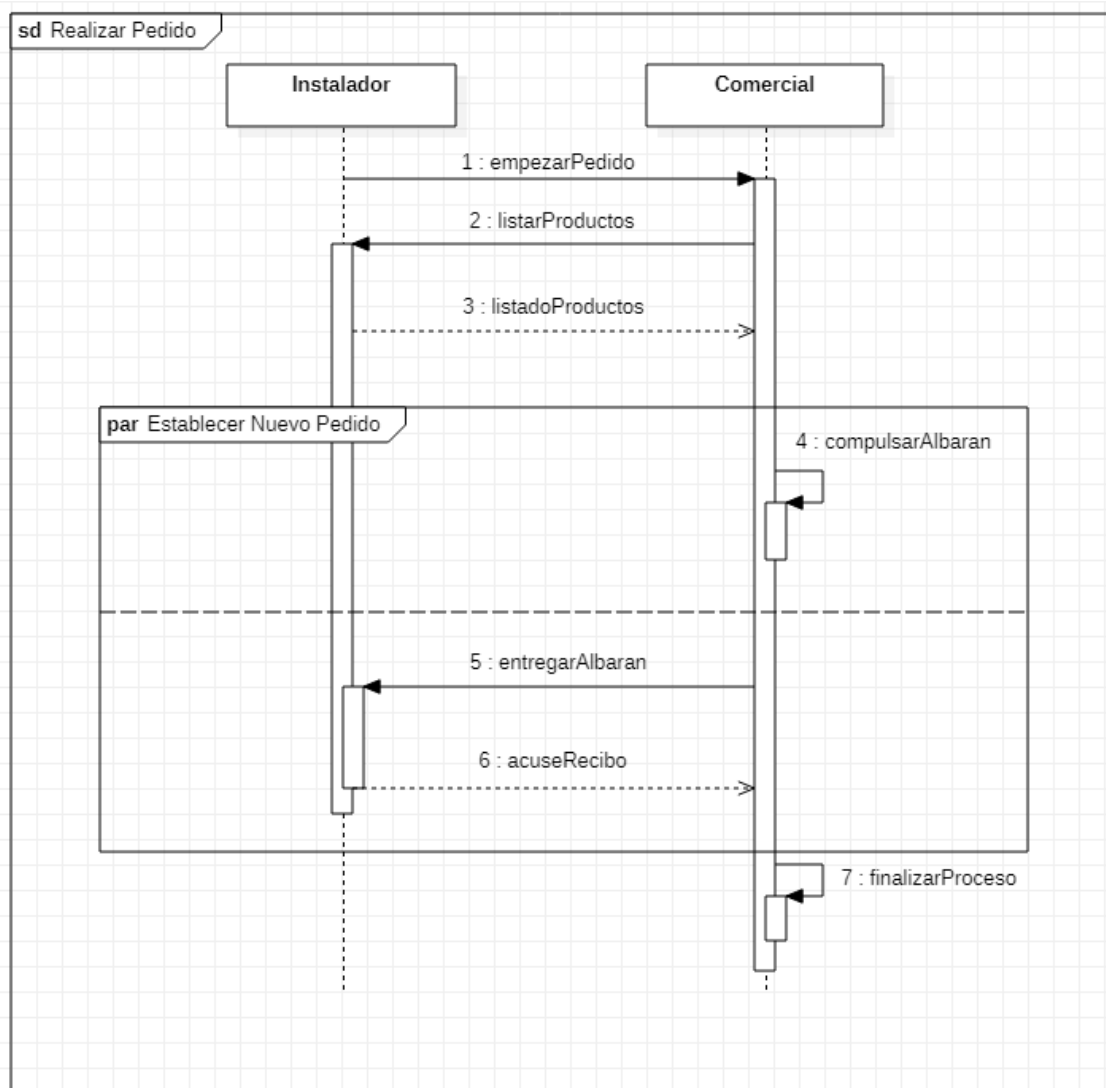 sd Realizar Pedido
Instalador
Comercial
1 : empezarPedido
2 : listarProductos
3 : listadoProductos
par Establecer Nuevo Pedido
4 : compulsarAlbaran
5 : entregarAlbaran
6 : acuseRecibo
7 : finalizarProceso